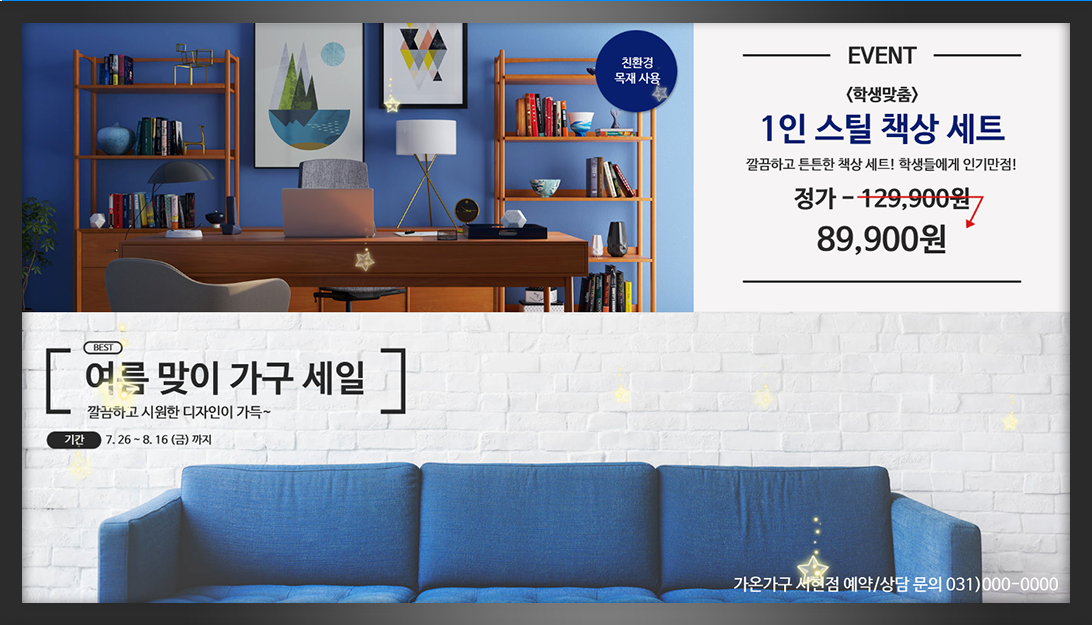 친환경
목재 사용
EVENT
<학생맞춤>
1인 스틸 책상 세트
깔끔하고 튼튼한 책상 세트! 학생들에게 인기만점!
정가 - 129,900원
89,900원
BEST
여름 맞이 가구 세일
깔끔하고 시원한 디자인이 가득~
기간 7. 26 ~ 8. 16 (금) 까지
가온가구 서현점 예약/상담 문의 031)000-0000